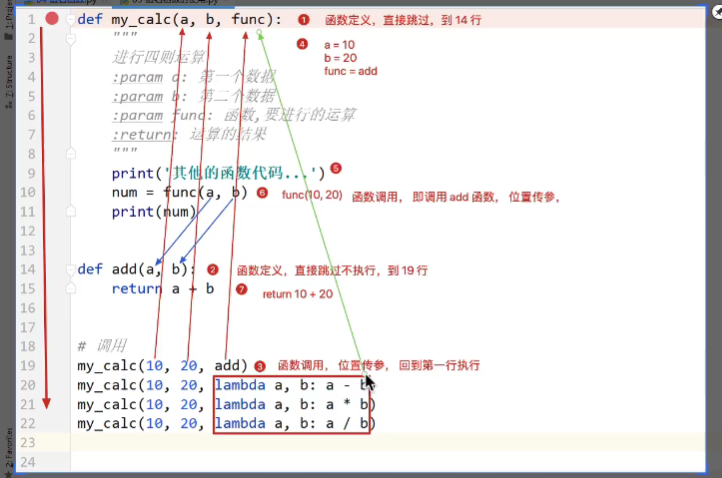 1 def my_calc(a, b, func): ① 函数定义，直接跳过。到 14 行
2 """ ④ a = 10
b = 20
3 进行四则运算
func = add
4 :param a: 第一个数据
5 :param b: 第二个数据
6 :param func: 函数,要进行的运算
7 :return: 运算的结果
8 """
9 print('其他的函数代码...') ⑤
10 num = func(a, b) ⑥ func(10, 20) 函数调用，即调用 add 函数，位置传参，
11 print(num)
12
13
14 def add(a, b): ② 函数定义，直接跳过不执行，到 19 行
15 return a + b ⑦ return 10 + 20
16
17
18 # 调用
19 my_calc(10, 20, add) ③ 函数调用，位置传参，回到第一行执行
20 my_calc(10, 20, lambda a, b: a - b)
21 my_calc(10, 20, lambda a, b: a * b)
22 my_calc(10, 20, lambda a, b: a / b)
23
24
1: Project
7: Structure
2: Favorites